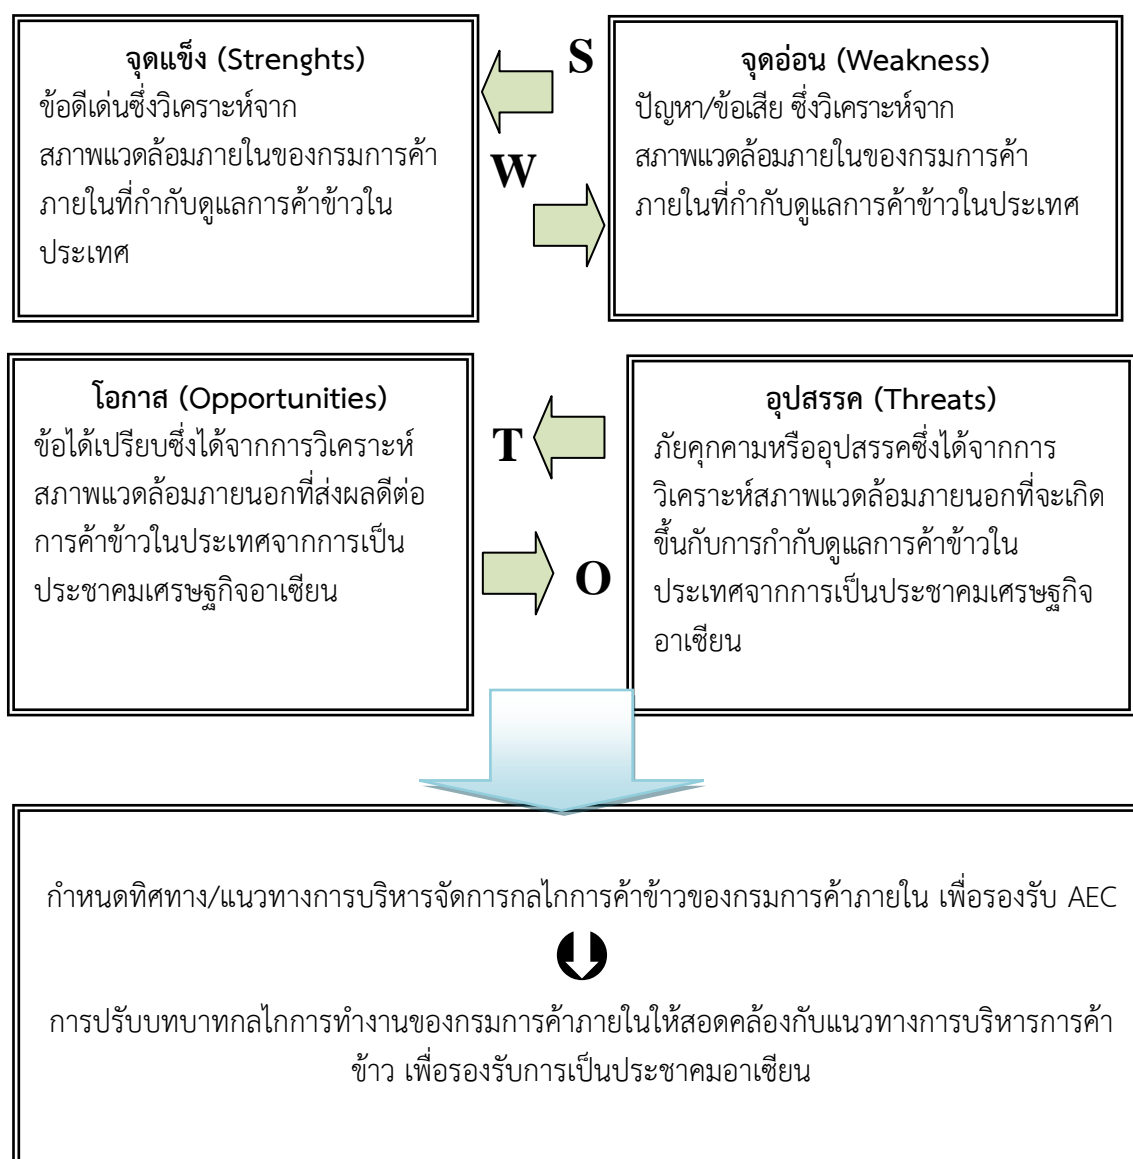 จุดแข็ง (Strenghts)
ข้อดีเด่นซึ่งวิเคราะห์จาก
สภาพแวดล้อมภายในของกรมการค้า
ภายในที่กำกับดูแลการค้าข้าวใน
ประเทศ
S
W
จุดอ่อน (Weakness)
ปัญหา/ข้อเสีย ซึ่งวิเคราะห์จาก
สภาพแวดล้อมภายในของกรมการค้า
ภายในที่กำกับดูแลการค้าข้าวในประเทศ
โอกาส (Opportunities)
ข้อได้เปรียบซึ่งได้จากการวิเคราะห์
สภาพแวดล้อมภายนอกที่ส่งผลดีต่อ
การค้าข้าวในประเทศจากการเป็น
ประชาคมเศรษฐกิจอาเซียน
T
O
อุปสรรค (Threats)
ภัยคุกคามหรืออุปสรรคซึ่งได้จากการ
วิเคราะห์สภาพแวดล้อมภายนอกที่จะเกิด
ขึ้นกับการกำกับดูแลการค้าข้าวใน
ประเทศจากการเป็นประชาคมเศรษฐกิจ
อาเซียน
กำหนดทิศทาง/แนวทางการบริหารจัดการกลไกการค้าข้าวของกรมการค้าภายใน เพื่อรองรับ AEC
การปรับบทบาทกลไกการทำงานของกรมการค้าภายในให้สอดคล้องกับแนวทางการบริหารการค้า
ข้าว เพื่อรองรับการเป็นประชาคมอาเซียน